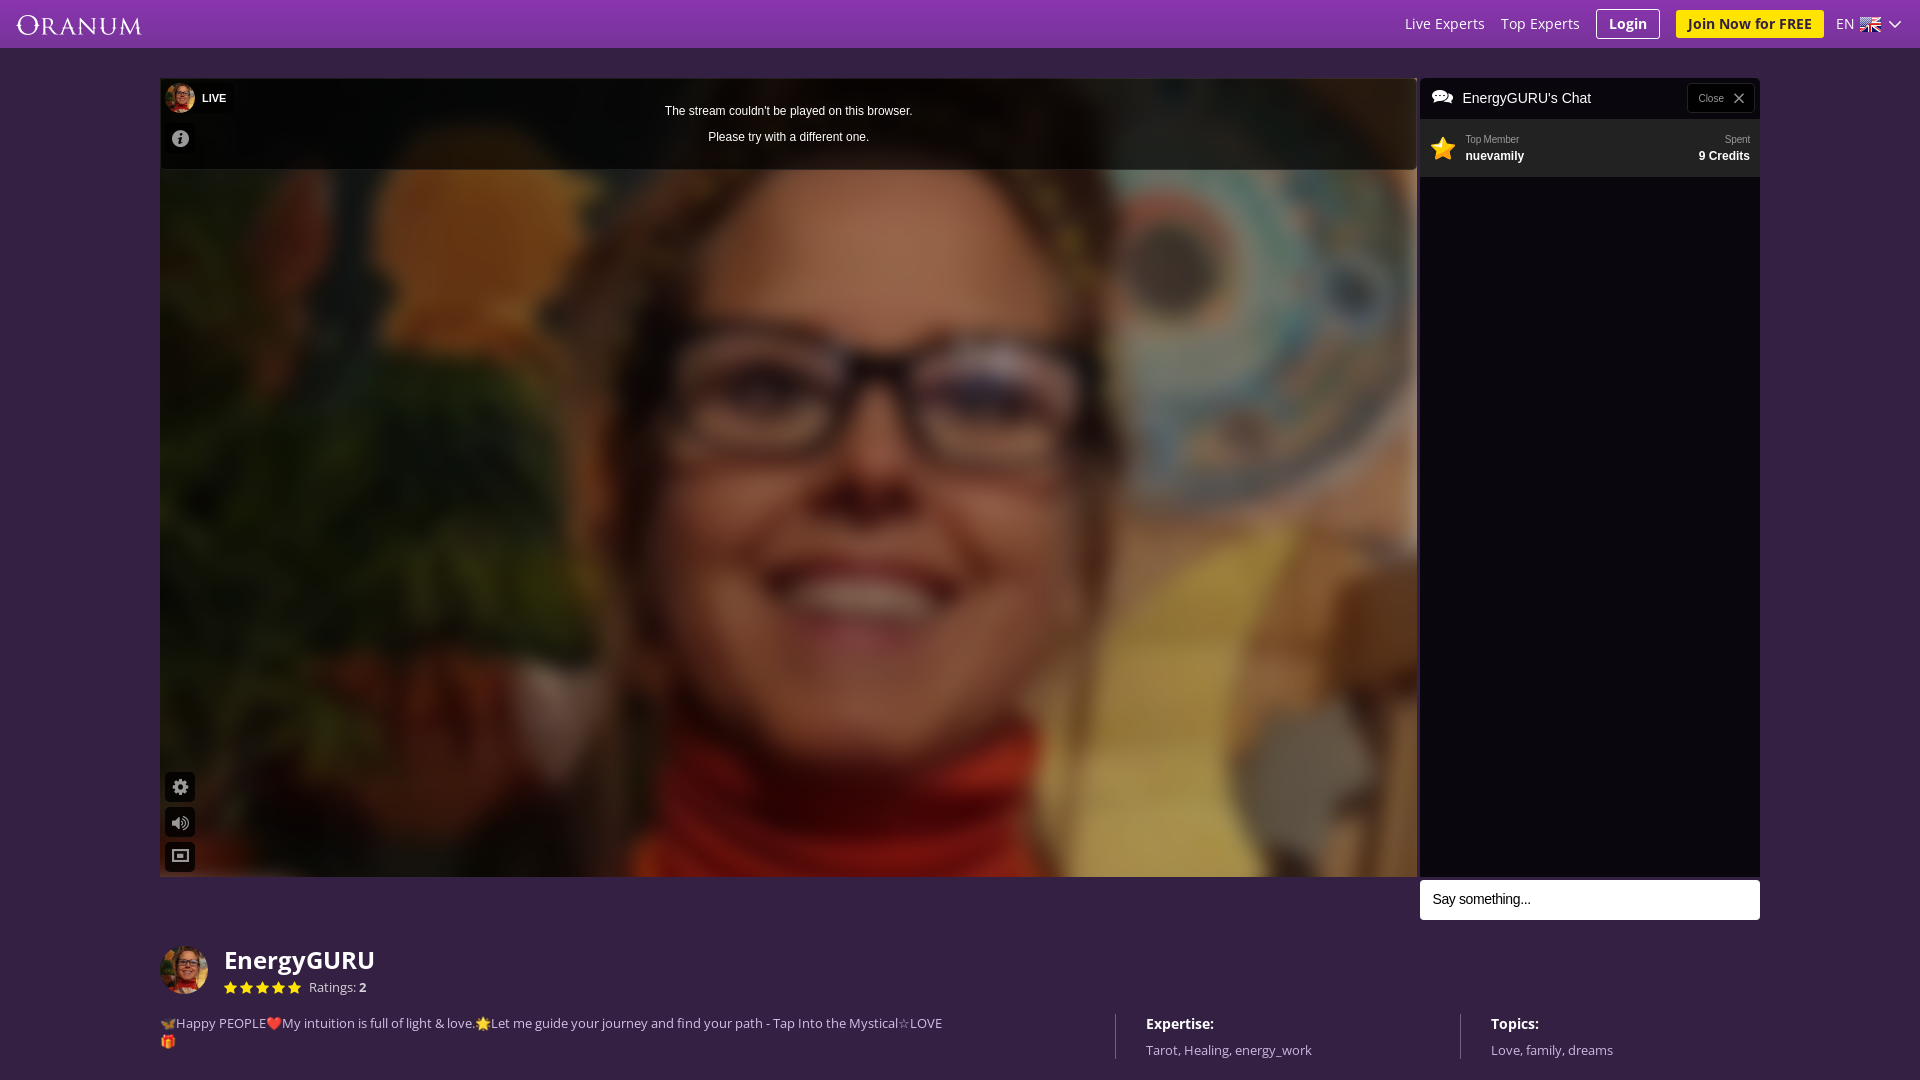 ORANUM
Live Experts
Top Experts
Login
Join Now for FREE
EN
LIVE
The stream couldn't be played on this browser.
Please try with a different one.
EnergyGURU's Chat
Close
Top Member
nuevamily
Spent
9 Credits
Say something...
EnergyGURU
Ratings: 2
🦋Happy PEOPLE❤️My intuition is full of light & love.🌟Let me guide your journey and find your path - Tap Into the Mystical☆LOVE
🎁
Expertise:
Tarot, Healing, energy_work
Topics:
Love, family, dreams